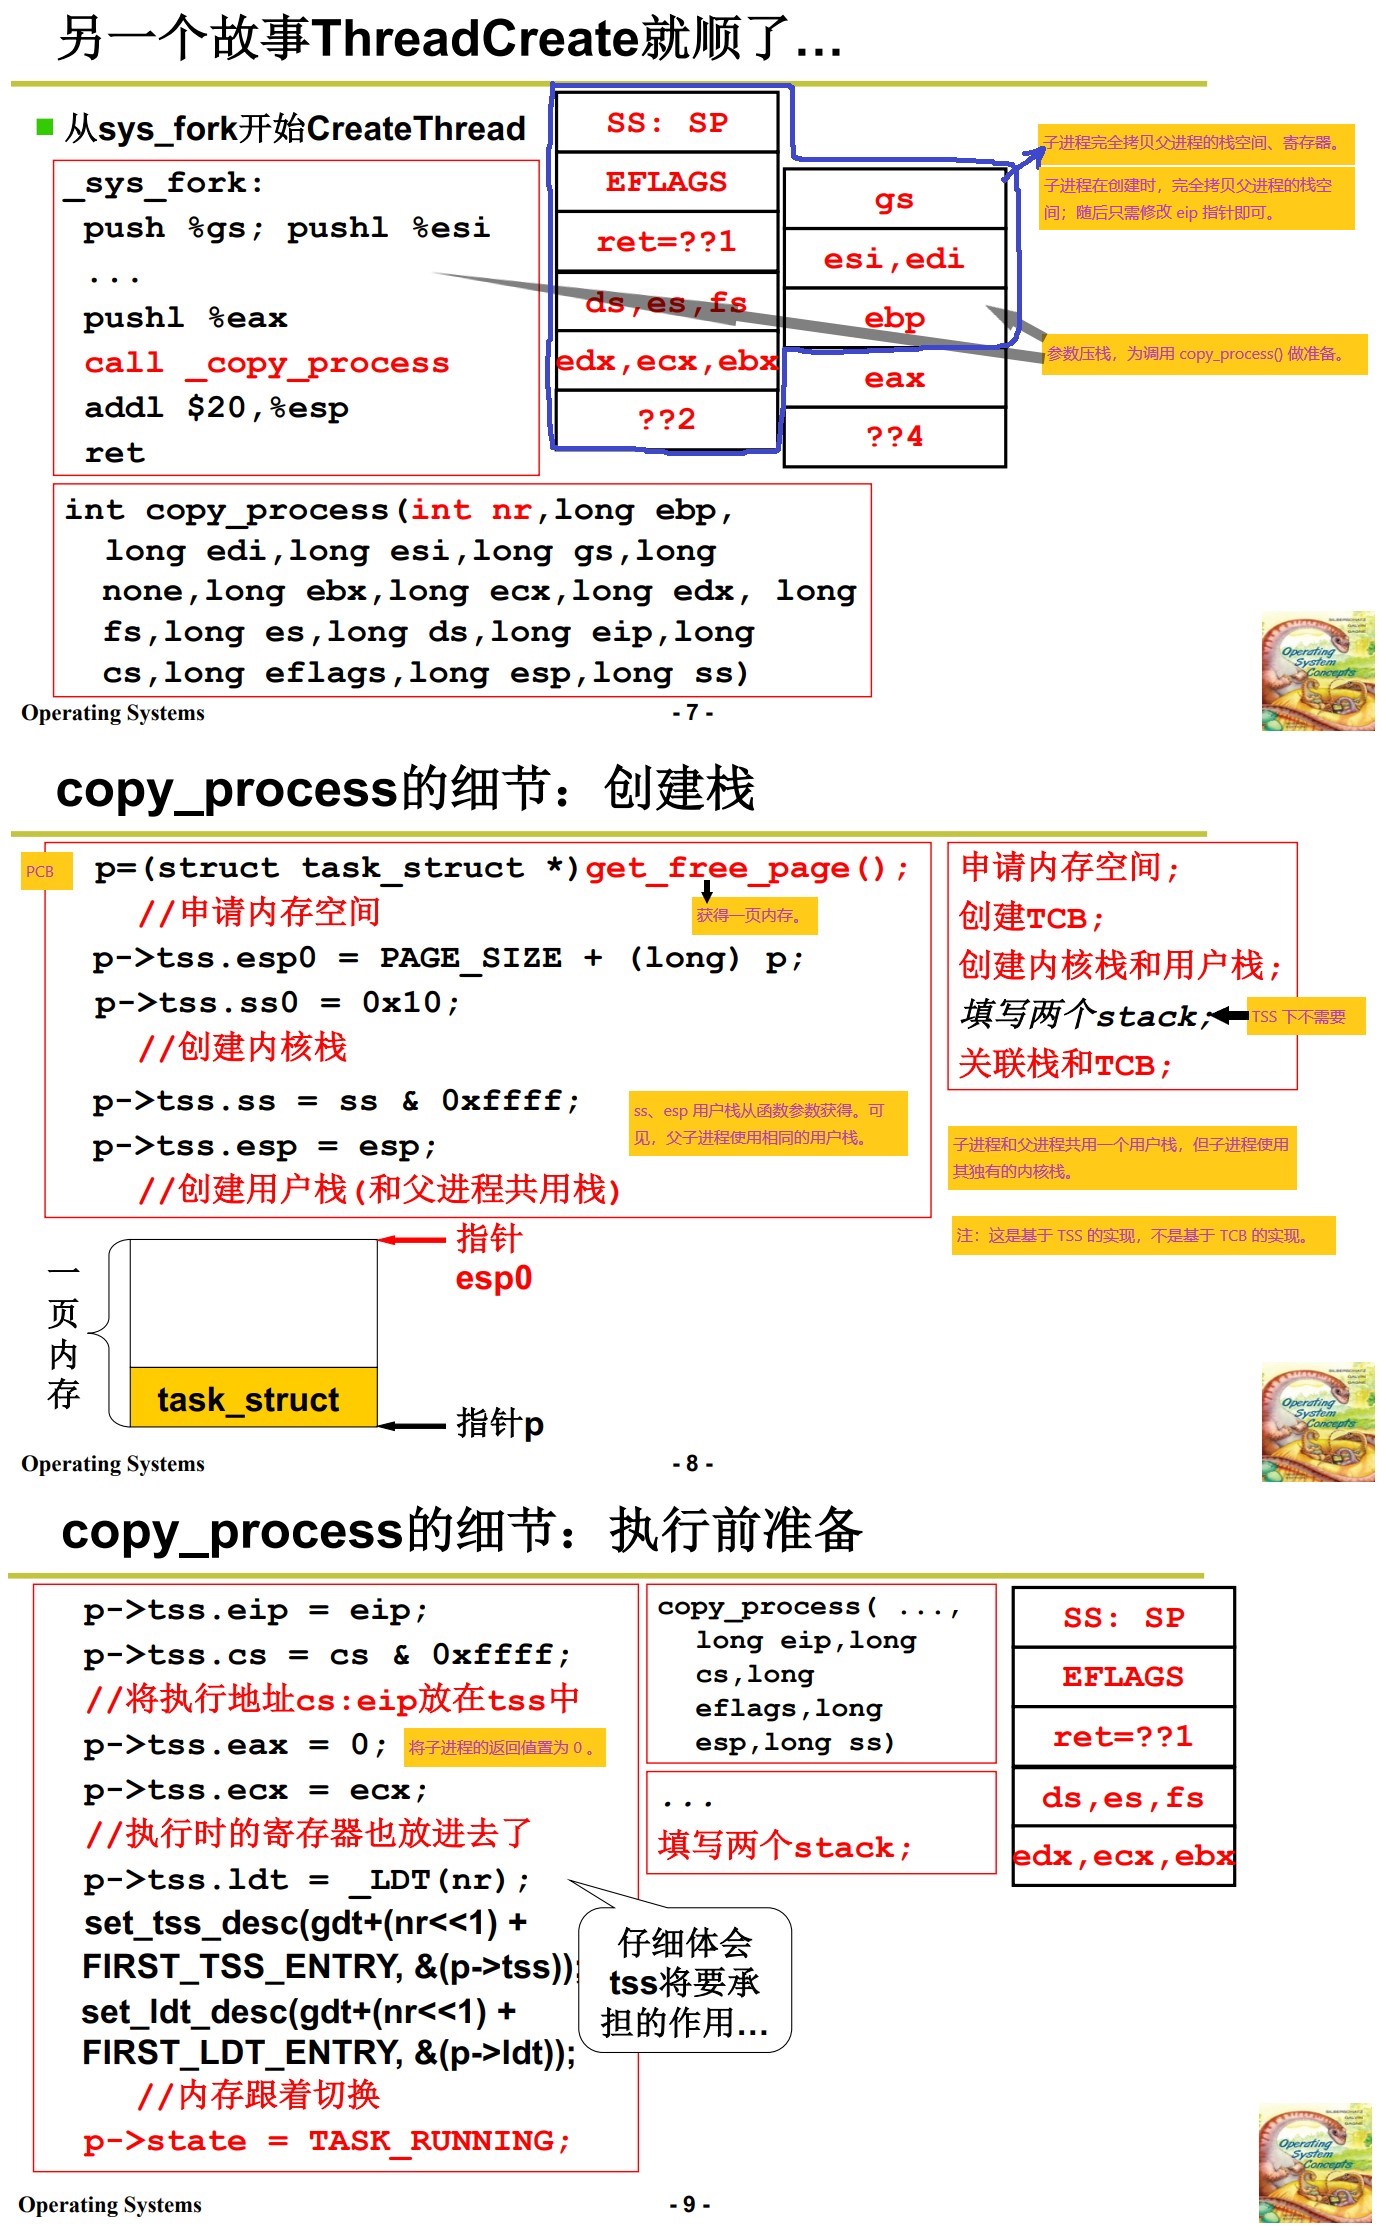 另一个故事ThreadCreate就顺了…
从sys_fork开始CreateThread
_sys_fork:
push %gs; pushl %esi
...
pushl %eax
call _copy_process
addl $20,%esp
ret
SS: SP
EFLAGS
ret=??1
ds,es,fs
edx,ecx,ebx
??2
gs
esi,edi
ebp
eax
??4
子进程完全拷贝父进程的栈空间、寄存器。
子进程在创建时，完全拷贝父进程的栈空
间；随后只需修改 eip 指针即可。
参数压栈，为调用 copy_process() 做准备。
int copy_process(int nr,long ebp,
long edi,long esi,long gs,long
none,long ebx,long ecx,long edx, long
fs,long es,long ds,long eip,long
cs,long eflags,long esp,long ss)
Operating System Concepts
Operating Systems
- 7 -
copy_process的细节：创建栈
PCB
p=(struct task_struct *)get_free_page();
//申请内存空间
获得一页内存。
p->tss.esp0 = PAGE_SIZE + (long) p;
p->tss.ss0 = 0x10;
//创建内核栈
p->tss.ss = ss & 0xffff;
p->tss.esp = esp;
//创建用户栈(和父进程共用栈)
ss、esp 用户栈从函数参数获得。可
见，父子进程使用相同的用户栈。
申请内存空间;
创建TCB;
创建内核栈和用户栈;
填写两个stack;
TSS 下不需要
关联栈和TCB;
子进程和父进程共用一个用户栈，但子进程使用
其独有的内核栈。
注：这是基于 TSS 的实现，不是基于 TCB 的实现。
一页内存
指针
esp0
task_struct
指针p
Operating System Concepts
Operating Systems
- 8 -
copy_process的细节：执行前准备
p->tss.eip = eip;
p->tss.cs = cs & 0xffff;
//将执行地址cs:eip放在tss中
p->tss.eax = 0;
将子进程的返回值置为 0 。
p->tss.ecx = ecx;
//执行时的寄存器也放进去了
p->tss.ldt = _LDT(nr);
set_tss_desc(gdt+(nr<<1) +
FIRST_TSS_ENTRY, &(p->tss));
set_ldt_desc(gdt+(nr<<1) +
FIRST_LDT_ENTRY, &(p->ldt));
//内存跟着切换
p->state = TASK_RUNNING;
copy_process( ...,
long eip,long
cs,long
eflags,long
esp,long ss)
...
填写两个stack;
仔细体会
tss将要承
担的作用…
SS: SP
EFLAGS
ret=??1
ds,es,fs
edx,ecx,ebx
Operating System Concepts
Operating Systems
- 9 -